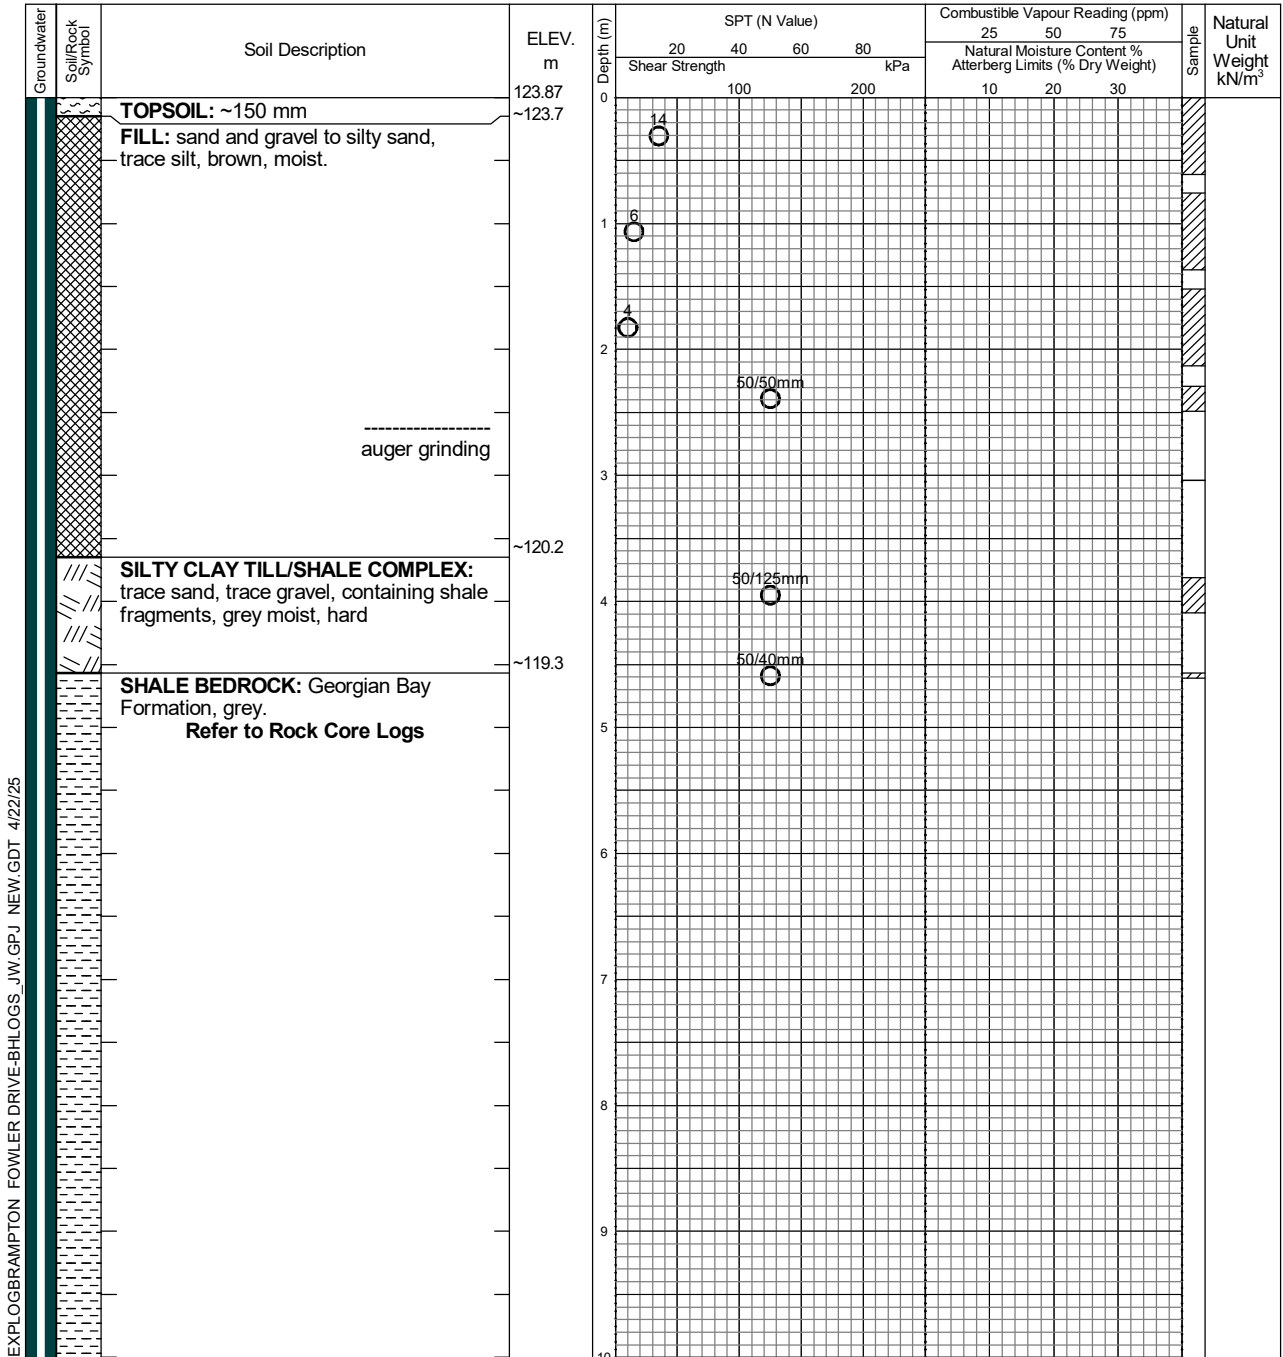 Groundwater
Soil/Rock
Symbol
Soil Description
ELEV.
m
123.87
Depth (m)
SPT (N Value)
20 40 60 80
Shear Strength kPa
100 200
Combustible Vapour Reading (ppm)
25 50 75
Natural Moisture Content %
Atterberg Limits (% Dry Weight)
10 20 30
Sample
Natural
Unit
Weight
kN/m³
0
TOPSOIL: ~150 mm
~123.7
FILL: sand and gravel to silty sand,
trace silt, brown, moist.
14
1
6
4
2
50/50mm
------------------
auger grinding
3
~120.2
SILTY CLAY TILL/SHALE COMPLEX:
trace sand, trace gravel, containing shale
fragments, grey moist, hard
50/125mm
4
~119.3
50/40mm
SHALE BEDROCK: Georgian Bay
Formation, grey.
Refer to Rock Core Logs
5
6
7
8
9
10
EXPLOGBRAMPTON FOWLER DRIVE-BHLOGS_JW.GPJ NEW.GDT 4/22/25